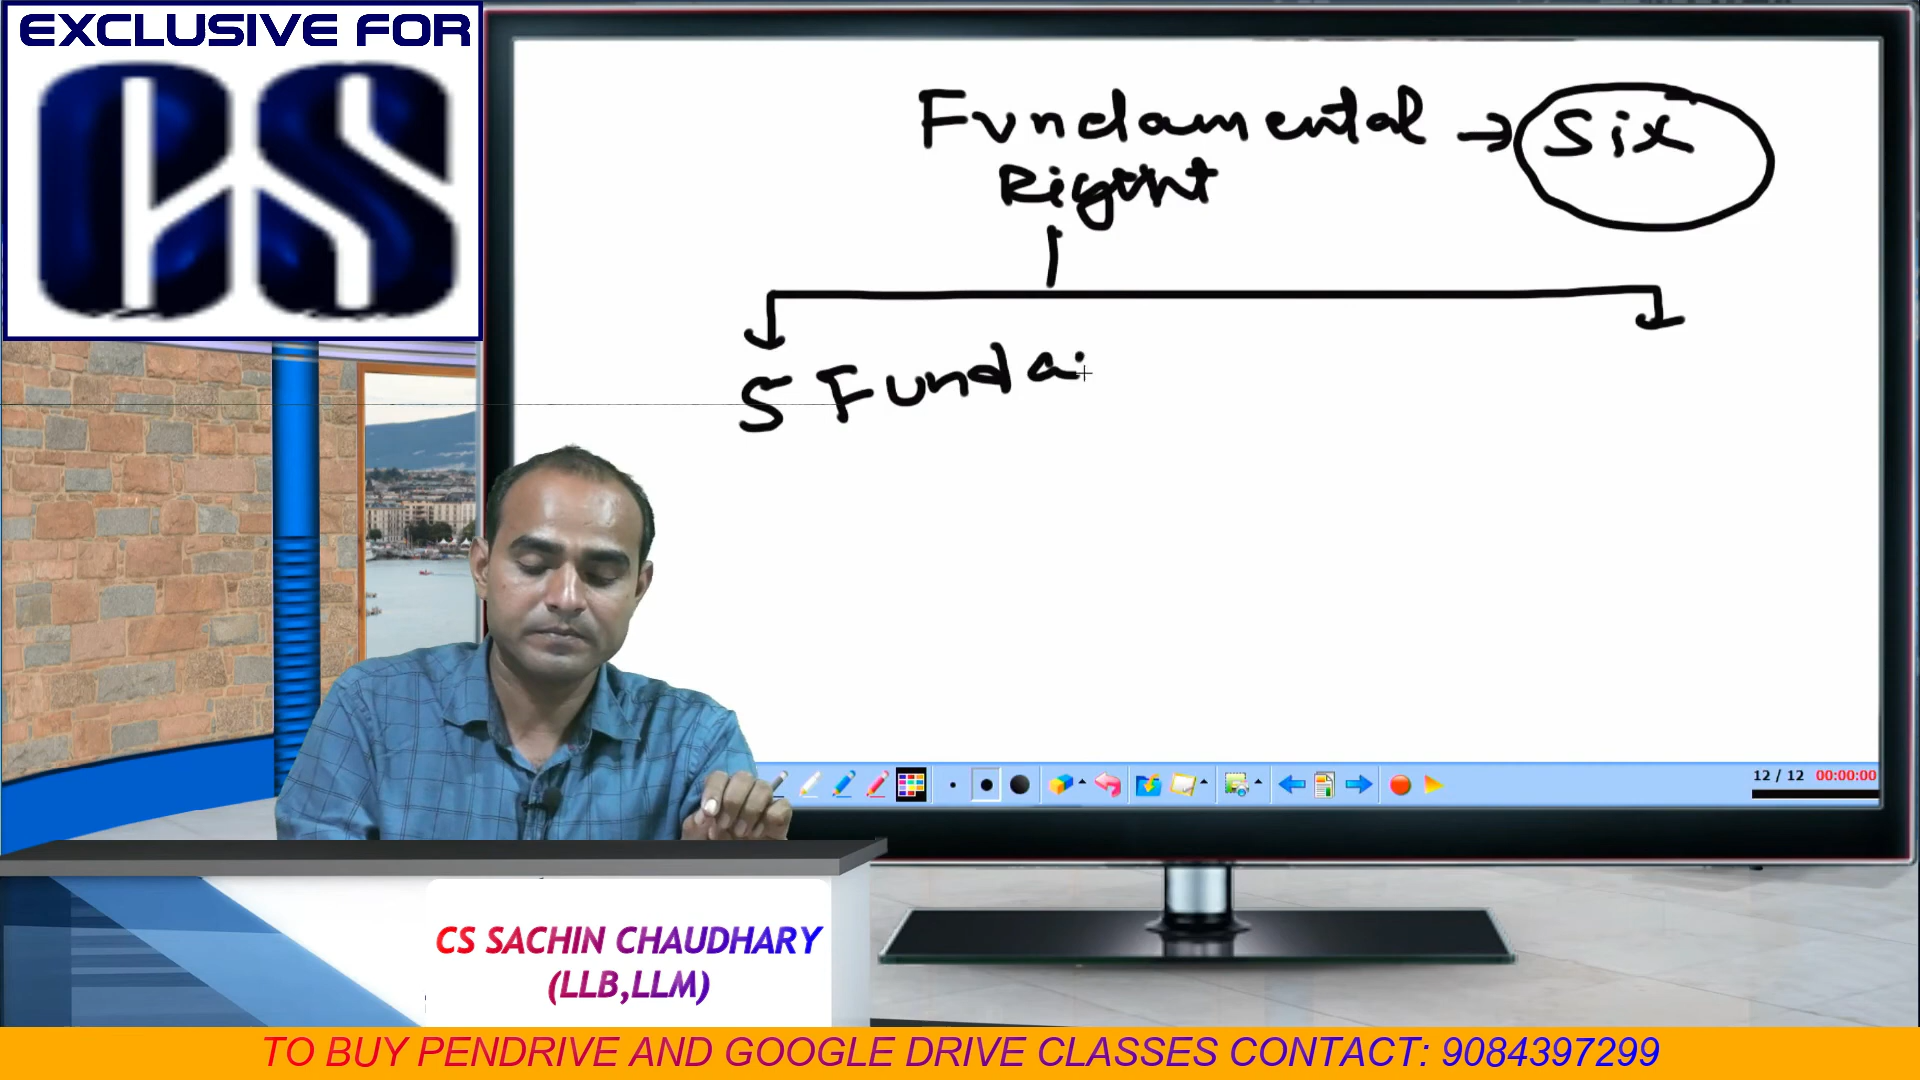 EXCLUSIVE FOR
CS
Fundamental → Six
Right
5 Funda
12 / 12 00:00:00
CS SACHIN CHAUDHARY
(LLB,LLM)
TO BUY PENDRIVE AND GOOGLE DRIVE CLASSES CONTACT: 9084397299